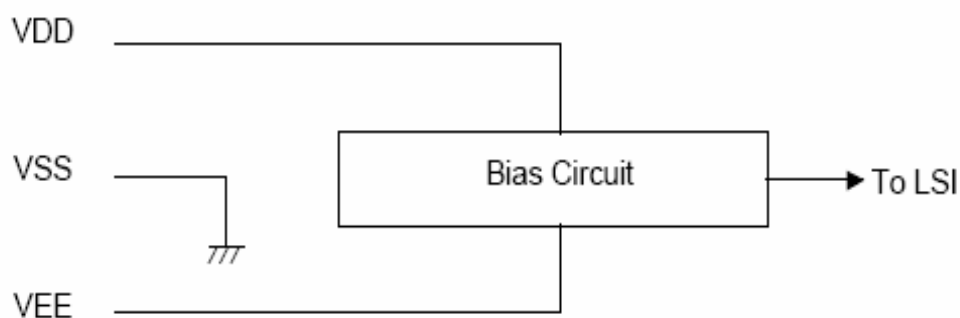 VDD
VSS
Bias Circuit
To LSI
VEE